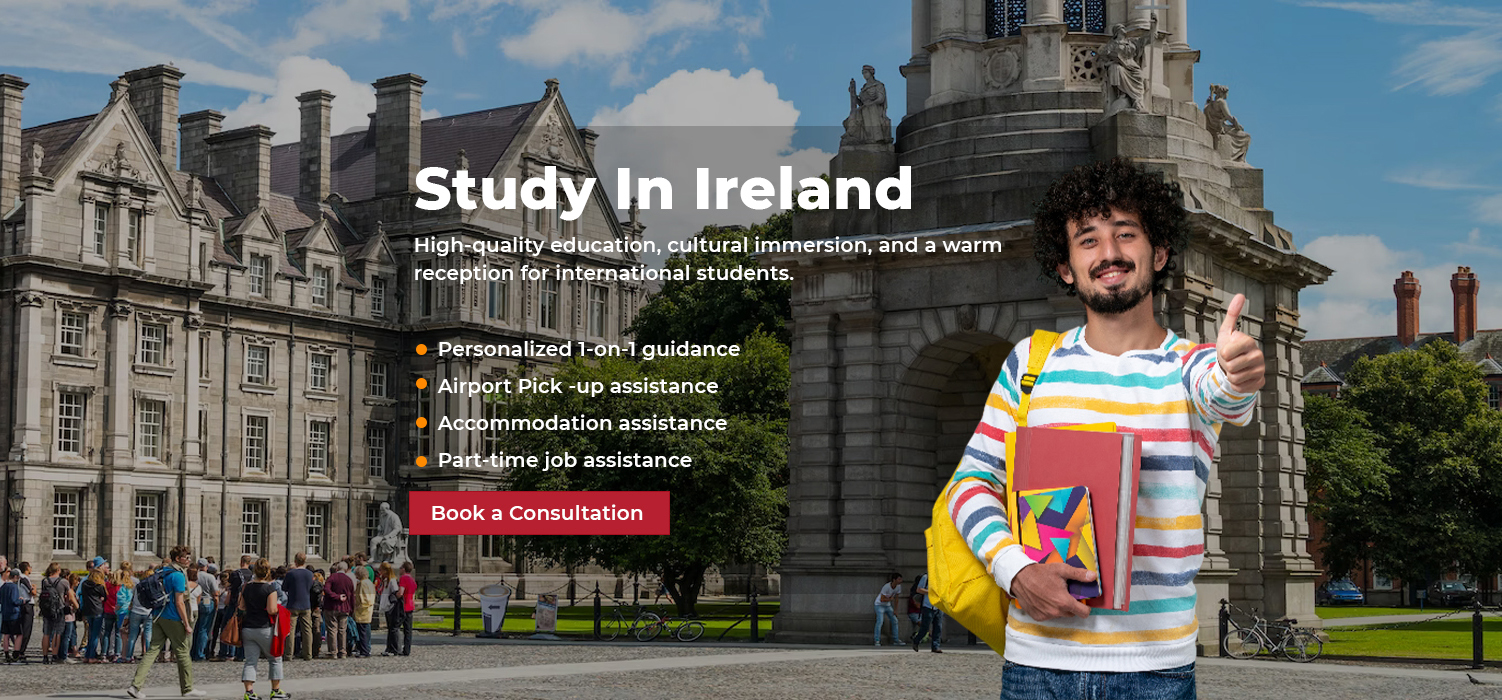 Study In Ireland
High-quality education, cultural immersion, and a warm
reception for international students.
Personalized 1-on-1 guidance
Airport Pick -up assistance
Accommodation assistance
Part-time job assistance
Book a Consultation